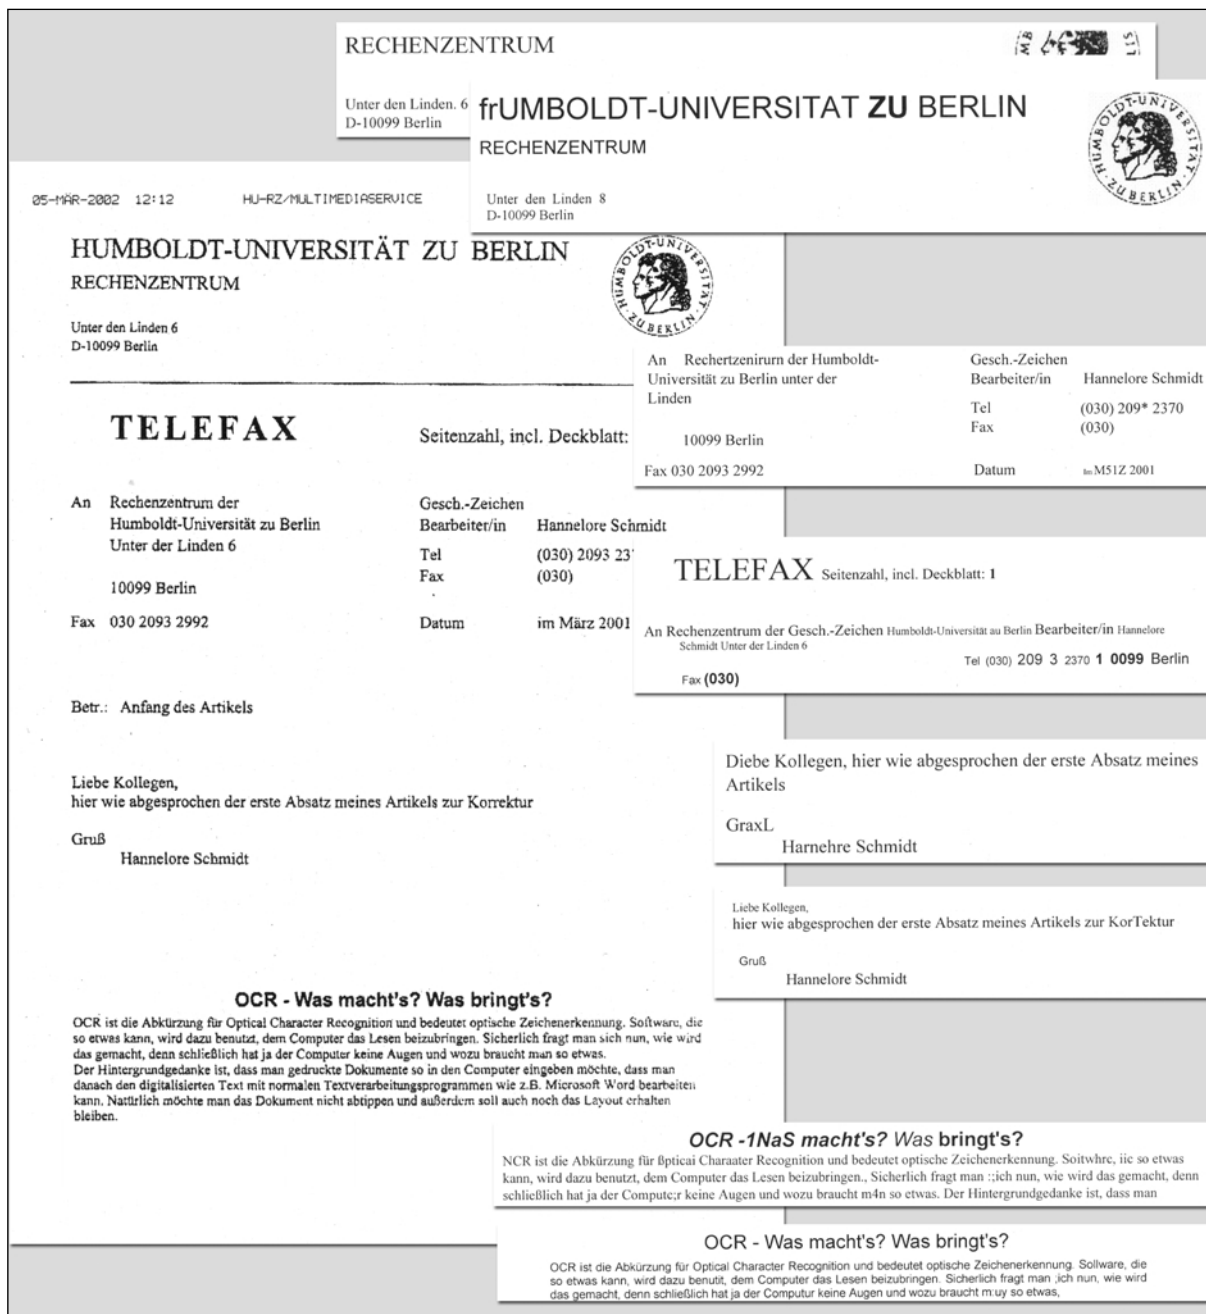 RECHENZENTRUM
Unter den Linden. 6
D-10099 Berlin
frUMBOLDT-UNIVERSITAT ZU BERLIN
RECHENZENTRUM
Unter den Linden 8
D-10099 Berlin
HUMBOLDT-UNIVERSITÄT · ZU BERLIN ·
05-MÄR-2002 12:12 HU-RZ/MULTIMEDIASERVICE
HUMBOLDT-UNIVERSITÄT ZU BERLIN
RECHENZENTRUM
Unter den Linden 6
D-10099 Berlin
HUMBOLDT-UNIVERSITÄT · ZU BERLIN ·
TELEFAX Seitenzahl, incl. Deckblatt:
An Rechenzentrum der Gesch.-Zeichen
Humboldt-Universität zu Berlin Bearbeiter/in Hannelore Schmidt
Unter der Linden 6 Tel (030) 2093 23
10099 Berlin Fax (030)
Fax 030 2093 2992 Datum im März 2001
Betr.: Anfang des Artikels
Liebe Kollegen,
hier wie abgesprochen der erste Absatz meines Artikels zur Korrektur
Gruß
Hannelore Schmidt
OCR - Was macht's? Was bringt's?
OCR ist die Abkürzung für Optical Character Recognition und bedeutet optische Zeichenerkennung. Software, die
so etwas kann, wird dazu benutzt, dem Computer das Lesen beizubringen. Sicherlich fragt man sich nun, wie wird
das gemacht, denn schließlich hat ja der Computer keine Augen und wozu braucht man so etwas.
Der Hintergrundgedanke ist, dass man gedruckte Dokumente so in den Computer eingeben möchte, dass man
danach den digitalisierten Text mit normalen Textverarbeitungsprogrammen wie z.B. Microsoft Word bearbeiten
kann. Natürlich möchte man das Dokument nicht abtippen und außerdem soll auch noch das Layout erhalten
bleiben.
An Rechertzenirurn der Humboldt- Gesch.-Zeichen
Universität zu Berlin unter der Bearbeiter/in Hannelore Schmidt
Linden Tel (030) 209* 2370
Fax (030)
10099 Berlin
Fax 030 2093 2992 Datum Im M51Z 2001
TELEFAX Seitenzahl, incl. Deckblatt: 1
An Rechenzentrum der Gesch.-Zeichen Humboldt-Universität au Berlin Bearbeiter/in Hannelore
Schmidt Unter der Linden 6
Tel (030) 209 3 2370 1 0099 Berlin
Fax (030)
Diebe Kollegen, hier wie abgesprochen der erste Absatz meines
Artikels
GraxL
Harnehre Schmidt
Liebe Kollegen,
hier wie abgesprochen der erste Absatz meines Artikels zur KorTektur
Gruß
Hannelore Schmidt
OCR -1NaS macht's? Was bringt's?
NCR ist die Abkürzung für Bpticai Charaater Recognition und bedeutet optische Zeichenerkennung. Soitwhrc, iic so etwas
kann, wird dazu benutzt, dem Computer das Lesen beizubringen., Sicherlich fragt man :;ich nun, wie wird das gemacht, denn
schließlich hat ja der Compute;r keine Augen und wozu braucht m4n so etwas. Der Hintergrundgedanke ist, dass man
OCR - Was macht's? Was bringt's?
OCR ist die Abkürzung für Optical Character Recognition und bedeutet optische Zeichenerkennung. Sollware, die
so etwas kann, wird dazu benutit, dem Computer das Lesen beizubringen. Sicherlich fragt man ;ich nun, wie wird
das gemacht, denn schließlich hat ja der Computur keine Augen und wozu braucht m:uy so etwas,